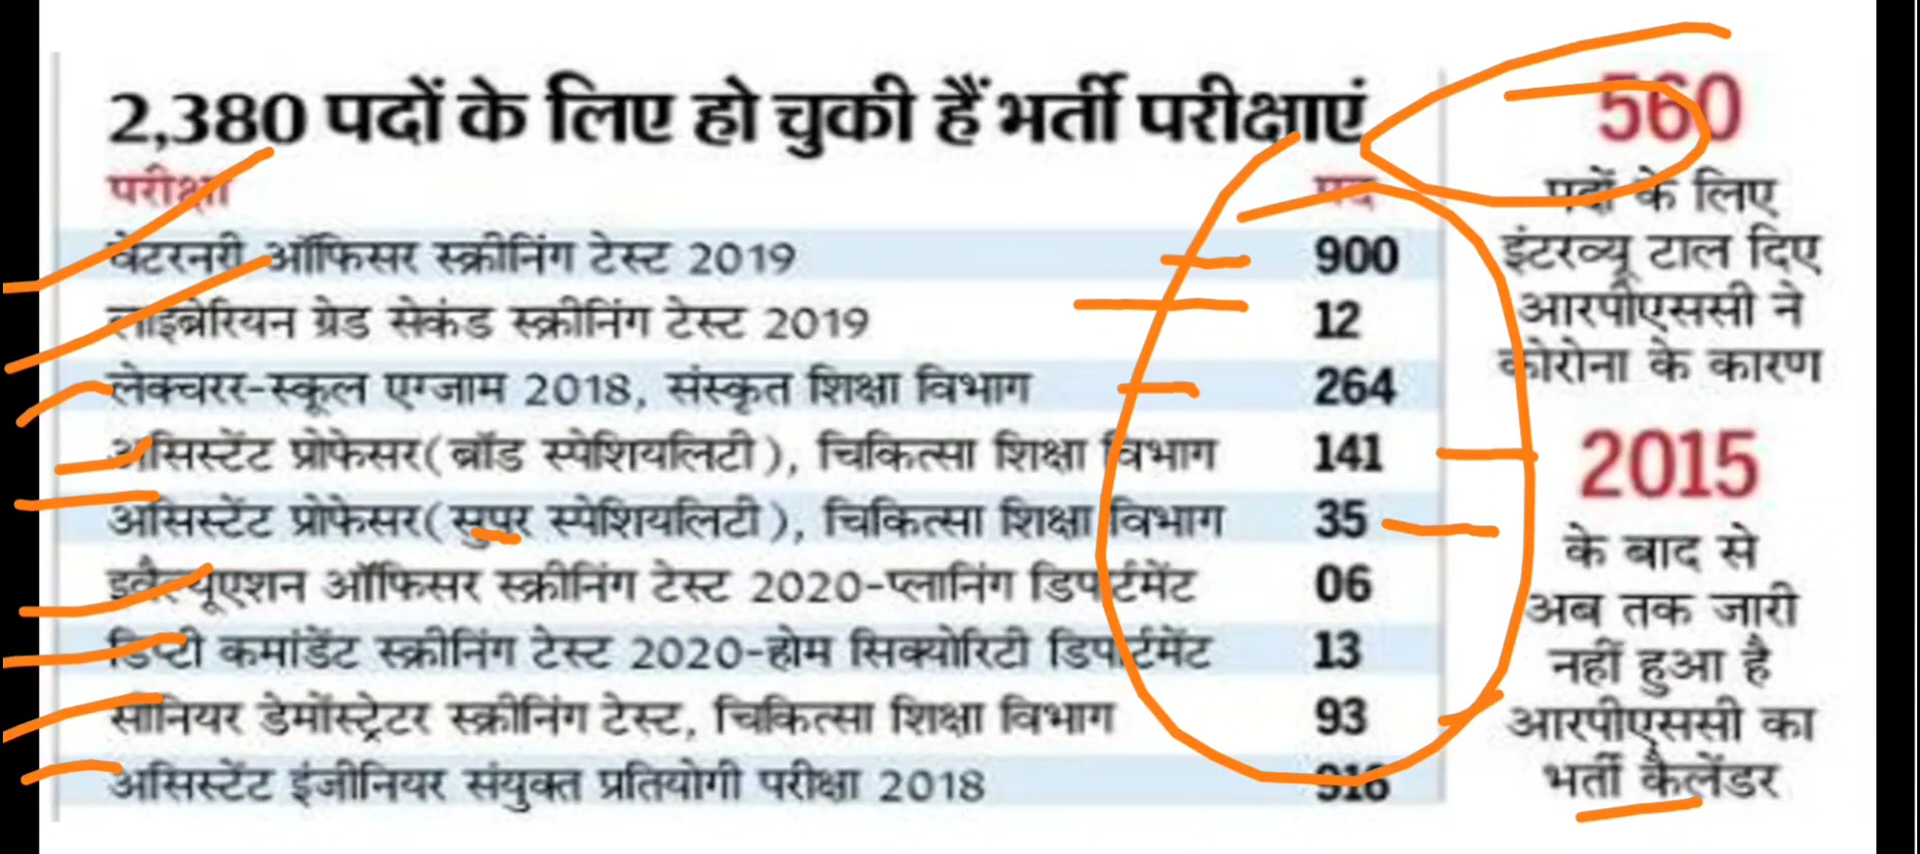 2,380 पदों के लिए हो चुकी हैं भर्ती परीक्षाएं
परीक्षा पद
वेटरनरी ऑफिसर स्क्रीनिंग टेस्ट 2019 900
लाइब्रेरियन ग्रेड सेकंड स्क्रीनिंग टेस्ट 2019 12
लेक्चरर-स्कूल एग्जाम 2018, संस्कृत शिक्षा विभाग 264
असिस्टेंट प्रोफेसर(ब्रॉड स्पेशियलिटी), चिकित्सा शिक्षा विभाग 141
असिस्टेंट प्रोफेसर(सुपर स्पेशियलिटी), चिकित्सा शिक्षा विभाग 35
इवैल्यूएशन ऑफिसर स्क्रीनिंग टेस्ट 2020-प्लानिंग डिपार्टमेंट 06
डिप्टी कमांडेंट स्क्रीनिंग टेस्ट 2020-होम सिक्योरिटी डिपार्टमेंट 13
सीनियर डेमोंस्ट्रेटर स्क्रीनिंग टेस्ट, चिकित्सा शिक्षा विभाग 93
असिस्टेंट इंजीनियर संयुक्त प्रतियोगी परीक्षा 2018 916
560
पदों के लिए
इंटरव्यू टाल दिए
आरपीएससी ने
कोरोना के कारण
2015
के बाद से
अब तक जारी
नहीं हुआ है
आरपीएससी का
भर्ती कैलेंडर